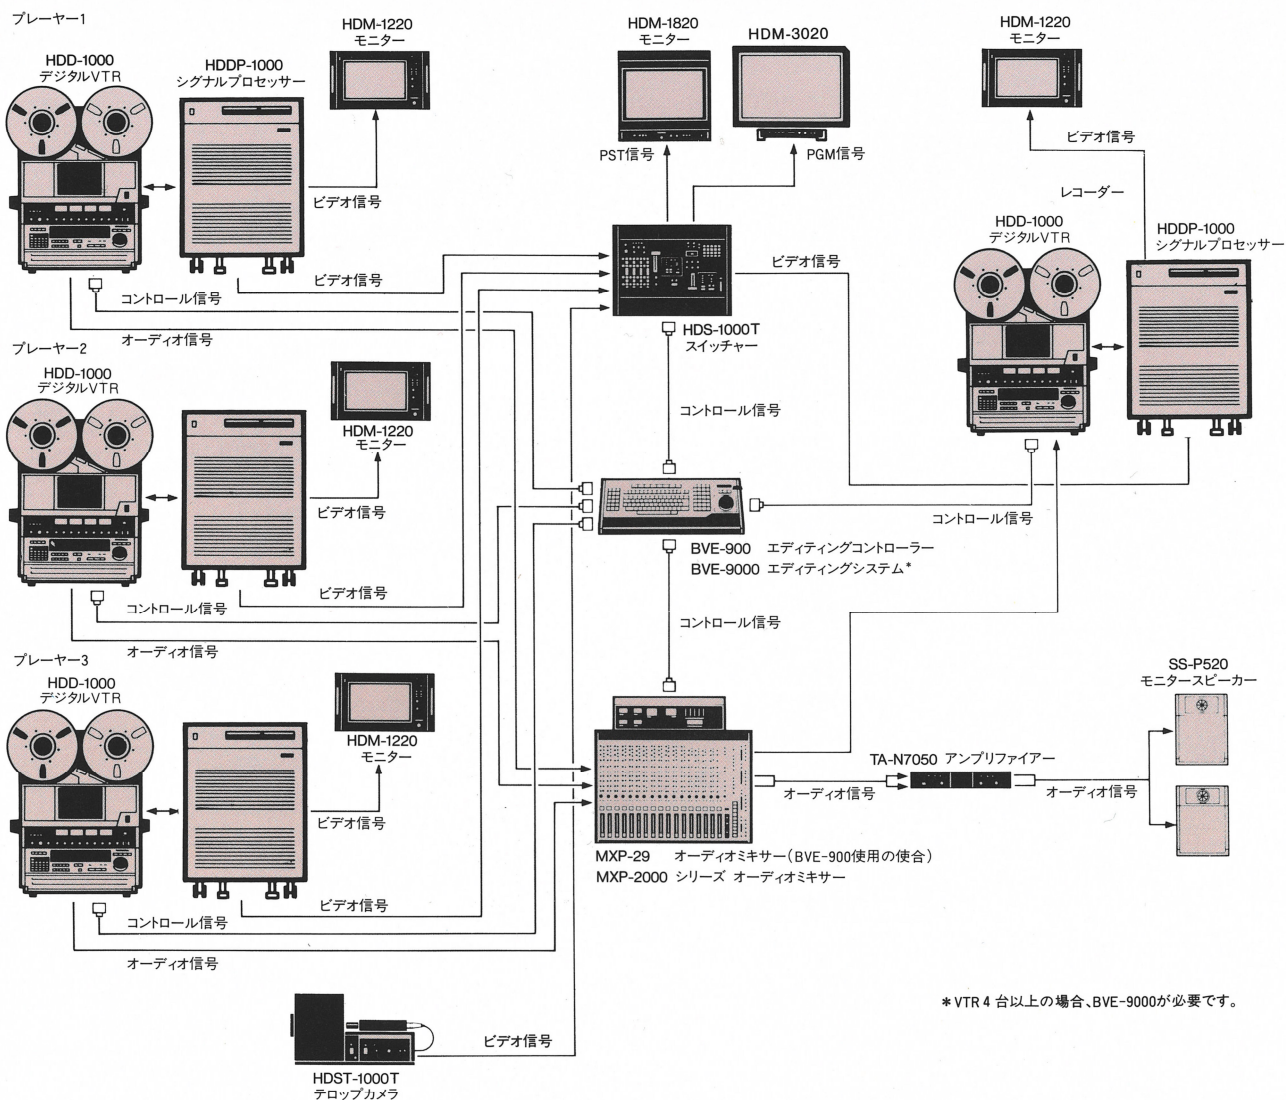 プレーヤー1
HDD-1000
デジタルVTR
HDDP-1000
シグナルプロセッサー
HDM-1220
モニター
ビデオ信号
ビデオ信号
コントロール信号
オーディオ信号
HDM-1820
モニター
HDM-3020
PST信号
PGM信号
HDS-1000T
スイッチャー
ビデオ信号
コントロール信号
HDM-1220
モニター
ビデオ信号
レコーダー
HDD-1000
デジタルVTR
HDDP-1000
シグナルプロセッサー
コントロール信号
プレーヤー2
HDD-1000
デジタルVTR
HDM-1220
モニター
ビデオ信号
ビデオ信号
コントロール信号
オーディオ信号
BVE-900 エディティングコントローラー
BVE-9000 エディティングシステム*
コントロール信号
プレーヤー3
HDD-1000
デジタルVTR
HDM-1220
モニター
ビデオ信号
ビデオ信号
コントロール信号
オーディオ信号
MXP-29 オーディオミキサー(BVE-900使用の使合)
MXP-2000 シリーズ オーディオミキサー
オーディオ信号
TA-N7050 アンプリファイアー
オーディオ信号
SS-P520
モニタースピーカー
ビデオ信号
HDST-1000T
テロップカメラ
*VTR4台以上の場合、BVE-9000が必要です。